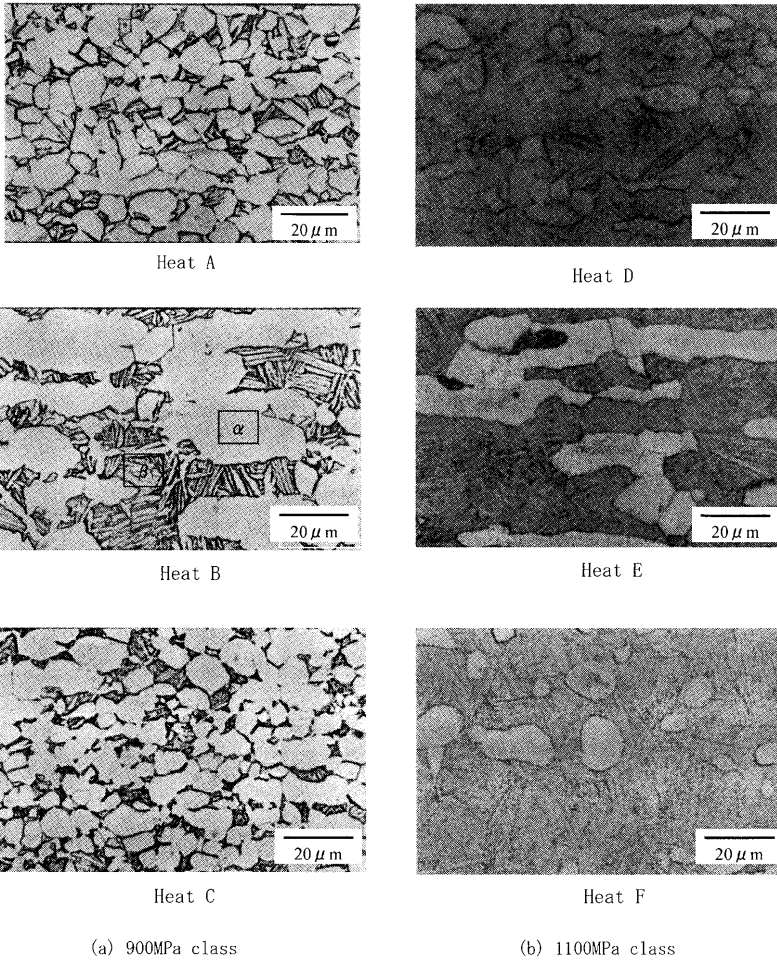 20 μm
20 μm
Heat A
Heat D
α
β
20 μm
20 μm
Heat B
Heat E
20 μm
20 μm
Heat C
Heat F
(a) 900MPa class
(b) 1100MPa class